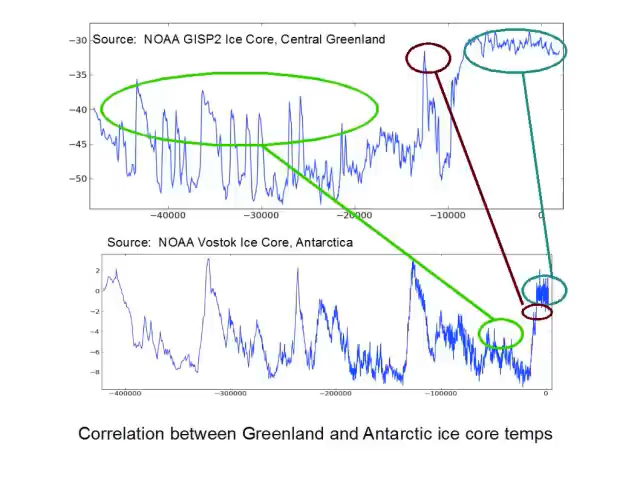 Source: NOAA GISP2 Ice Core, Central Greenland
−30
−35
−40
−45
−50
−40000 −30000 −20000 −10000 0
Source: NOAA Vostok Ice Core, Antarctica
2
0
−2
−4
−6
−8
−400000 −300000 −200000 −100000 0
Correlation between Greenland and Antarctic ice core temps